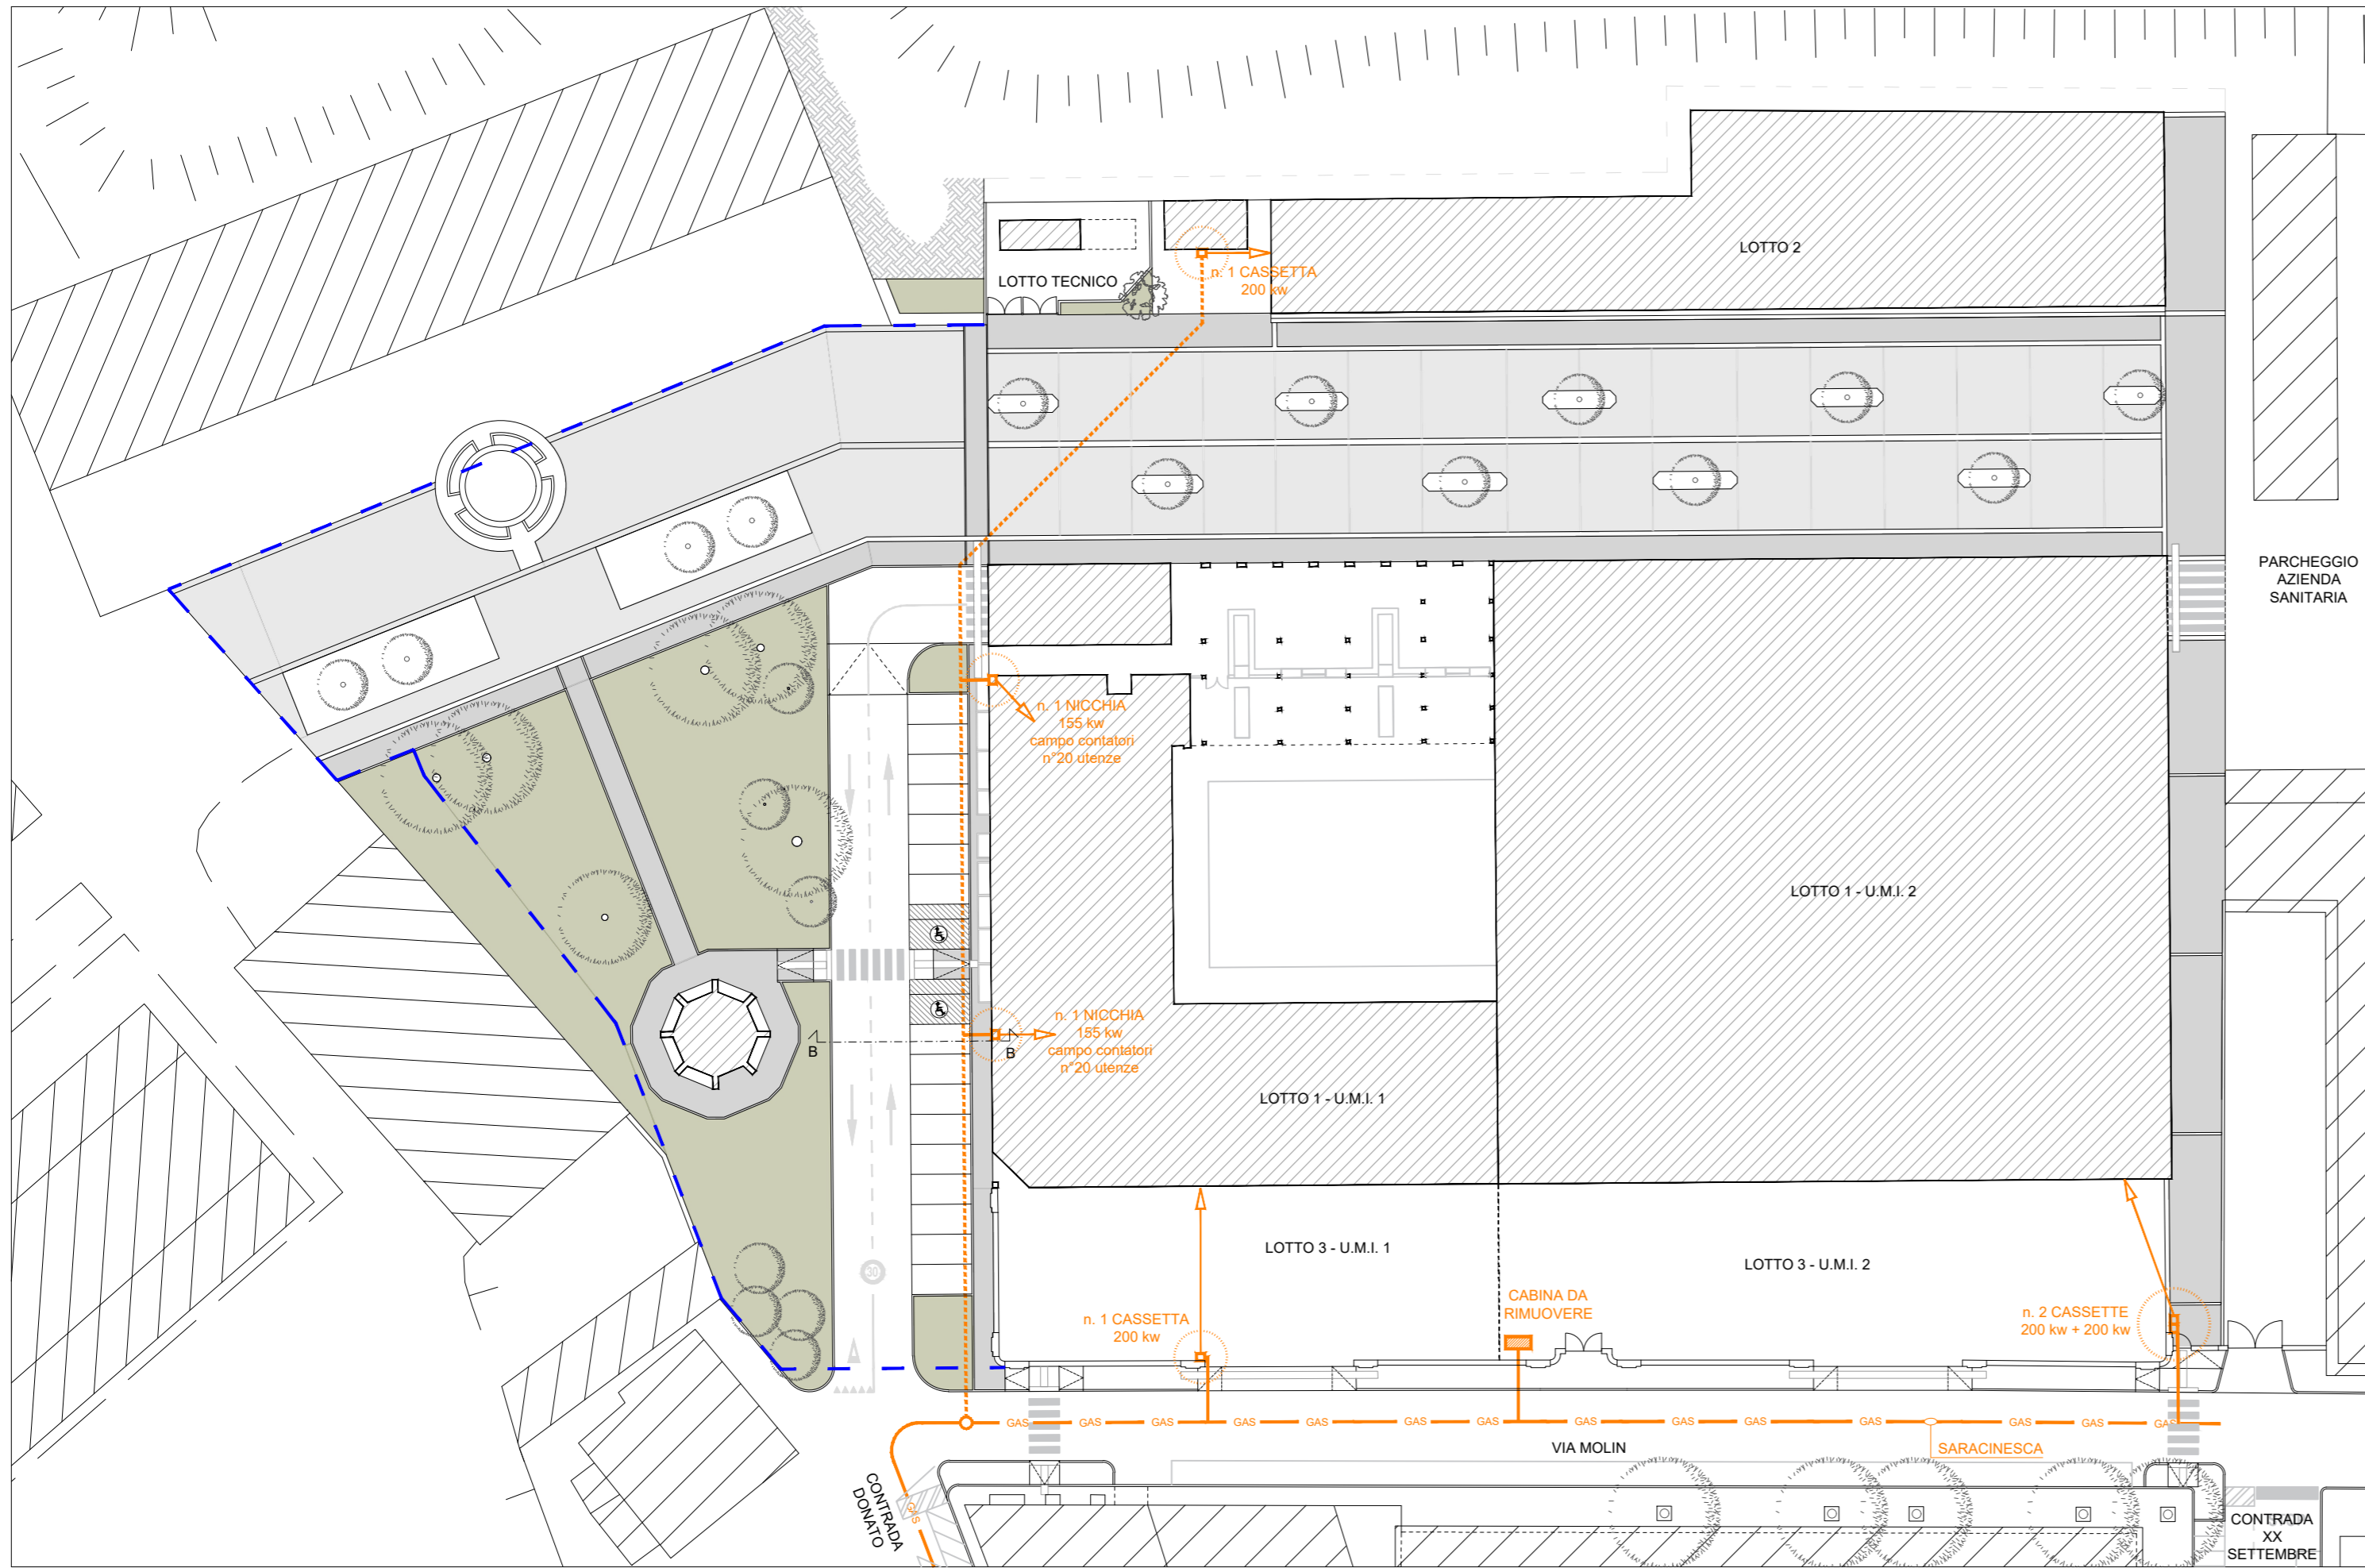 LOTTO 2
n. 1 CASSETTA
200 kw
LOTTO TECNICO
PARCHEGGIO
AZIENDA
SANITARIA
n. 1 NICCHIA
155 kw
campo contatori
n°20 utenze
LOTTO 1 - U.M.I. 2
n. 1 NICCHIA
155 kw
campo contatori
n°20 utenze
B
B
LOTTO 1 - U.M.I. 1
LOTTO 3 - U.M.I. 1
LOTTO 3 - U.M.I. 2
30
CABINA DA
RIMUOVERE
n. 1 CASSETTA
200 kw
n. 2 CASSETTE
200 kw + 200 kw
GAS GAS GAS GAS GAS GAS GAS GAS GAS GAS GAS GAS GAS GAS
VIA MOLIN
SARACINESCA
CONTRADA
DONATO
GAS
CONTRADA
XX
SETTEMBRE